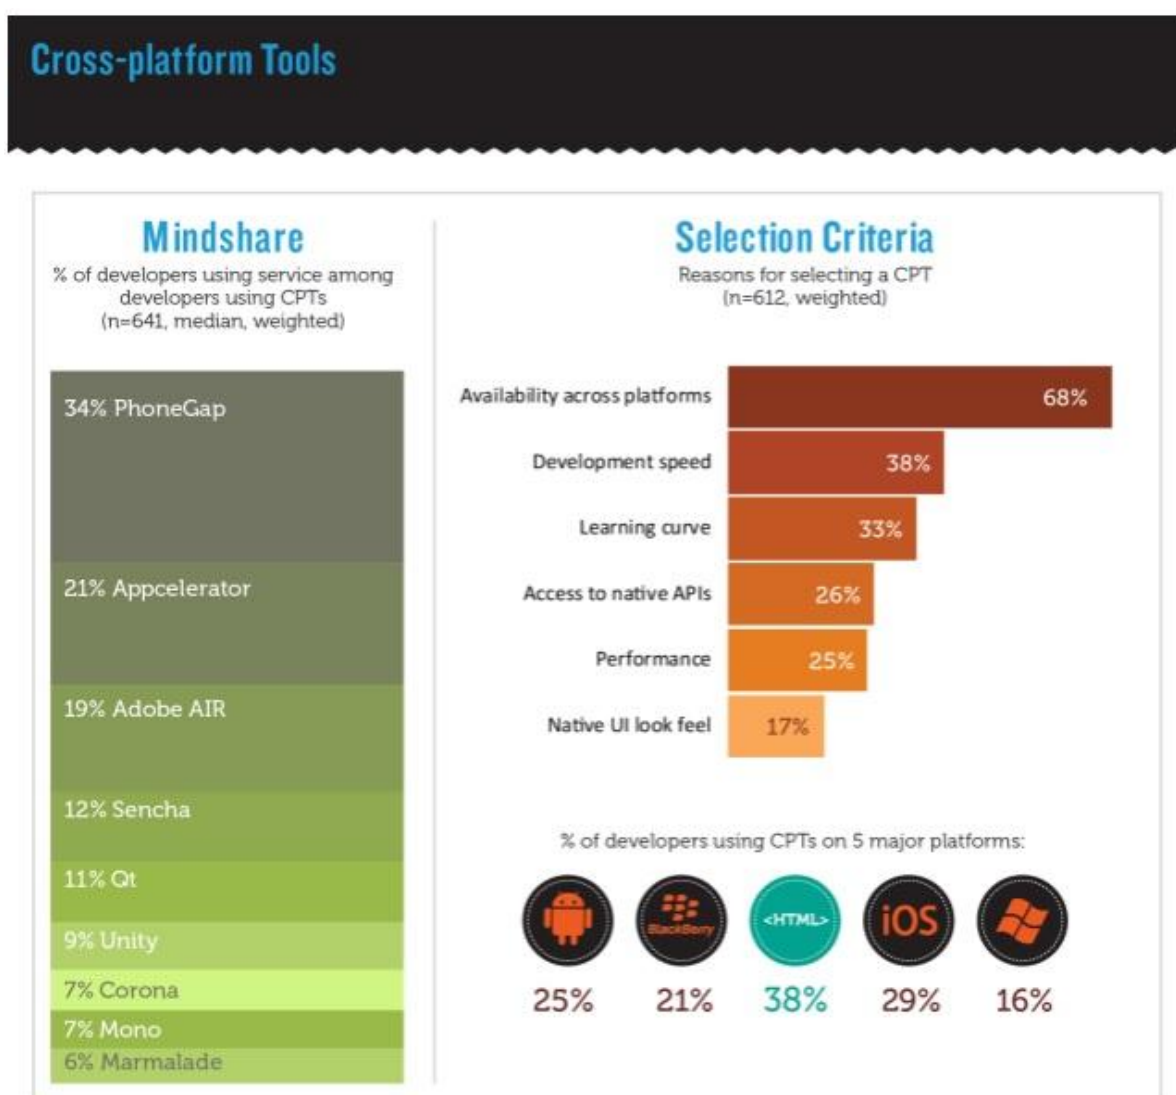 Cross-platform Tools
Mindshare
% of developers using service among
developers using CPTs
(n=641, median, weighted)
34% PhoneGap
21% Appcelerator
19% Adobe AIR
12% Sencha
11% Qt
9% Unity
7% Corona
7% Mono
6% Marmalade
Selection Criteria
Reasons for selecting a CPT
(n=612, weighted)
Availability across platforms 68%
Development speed 38%
Learning curve 33%
Access to native APIs 26%
Performance 25%
Native UI look feel 17%
% of developers using CPTs on 5 major platforms:
BlackBerry <HTML> iOS
25% 21% 38% 29% 16%